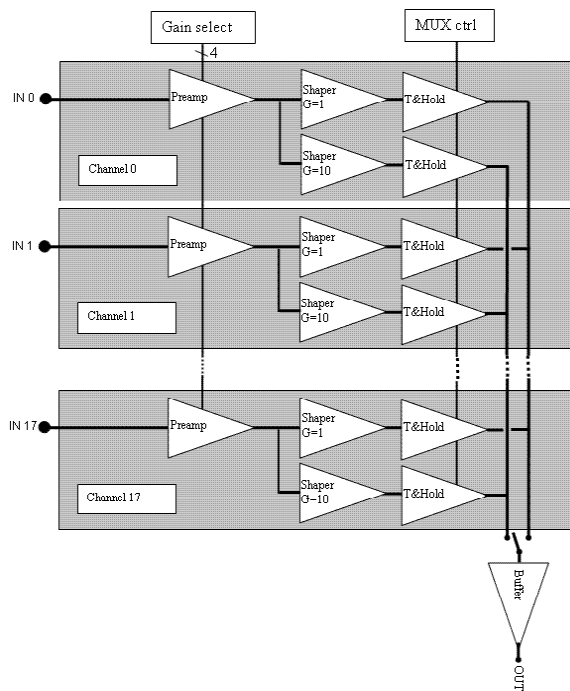 Gain select
MUX ctrl
4
IN 0
Preamp
Shaper
G=1
T&Hold
Shaper
G=10
T&Hold
Channel 0
IN 1
Preamp
Shaper
G=1
T&Hold
Shaper
G=10
T&Hold
Channel 1
IN 17
Preamp
Shaper
G=1
T&Hold
Shaper
G=10
T&Hold
Channel 17
Buffer
OUT